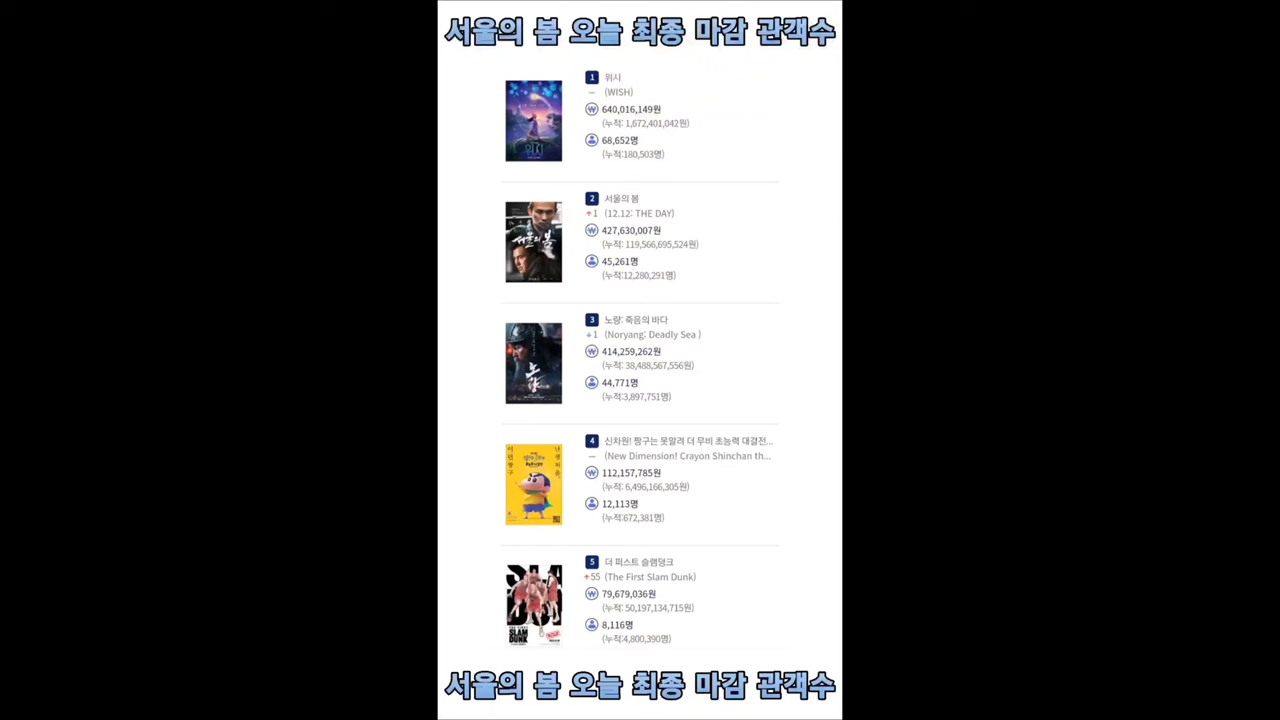 서울의 봄 오늘 최종 마감 관객수
1 위시
– (WISH)
640,016,149원
(누적: 1,672,401,042원)
68,652명
(누적:180,503명)
위시
2 서울의 봄
1 (12.12: THE DAY)
427,630,007원
(누적: 119,566,695,524원)
45,261명
(누적:12,280,291명)
서울의 봄
3 노량: 죽음의 바다
1 (Noryang: Deadly Sea )
414,259,262원
(누적: 38,488,567,556원)
44,771명
(누적:3,897,751명)
노량
4 신차원! 짱구는 못말려 더 무비 초능력 대결전...
– (New Dimension! Crayon Shinchan th...
112,157,785원
(누적: 6,496,166,305원)
12,113명
(누적:672,381명)
5 더 퍼스트 슬램덩크
55 (The First Slam Dunk)
79,679,036원
(누적: 50,197,134,715원)
8,116명
(누적:4,800,390명)
THE FIRST
SLAM
DUNK
서울의 봄 오늘 최종 마감 관객수